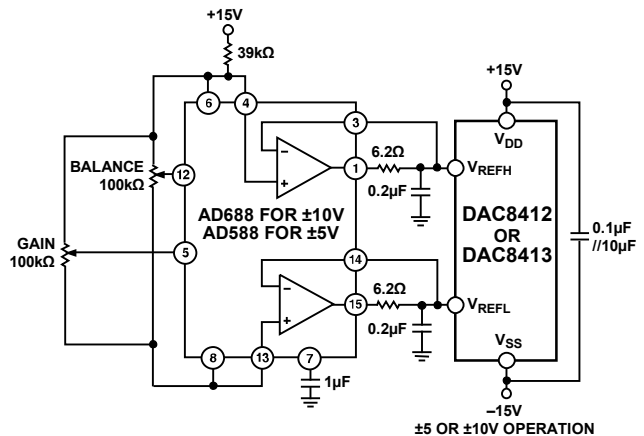 +15V
39kΩ
+15V
6
4
3
VDD
BALANCE
100kΩ
12
1
6.2Ω
VREFH
0.2µF
AD688 FOR ±10V
AD588 FOR ±5V
DAC8412
OR
DAC8413
0.1µF
//10µF
GAIN
100kΩ
5
14
15
6.2Ω
VREFL
0.2µF
VSS
8
13
7
1µF
–15V
±5 OR ±10V OPERATION